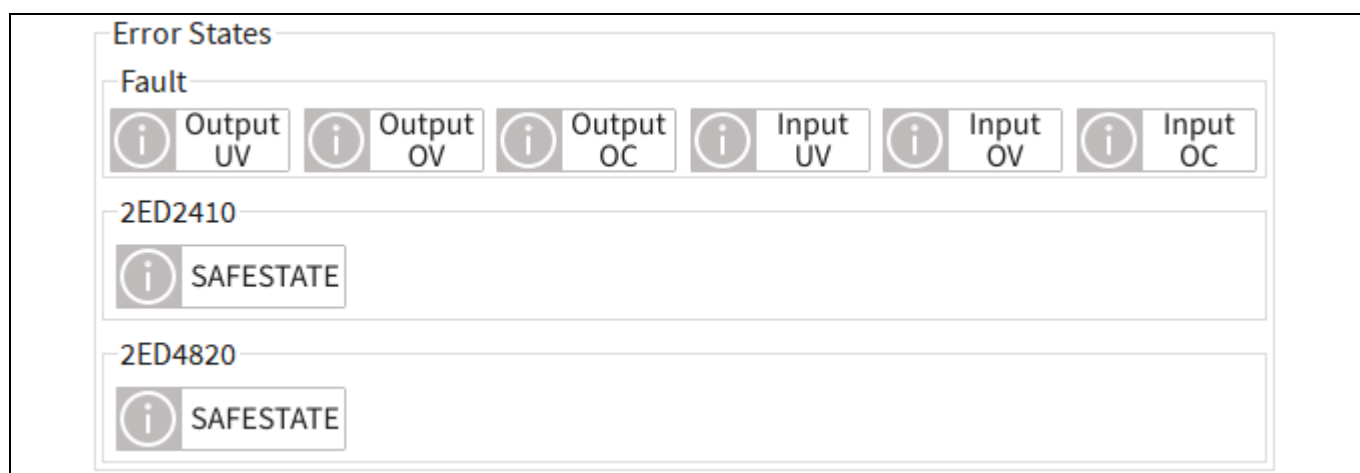 Error States
Fault
Output UV
Output OV
Output OC
Input UV
Input OV
Input OC
2ED2410
SAFESTATE
2ED4820
SAFESTATE